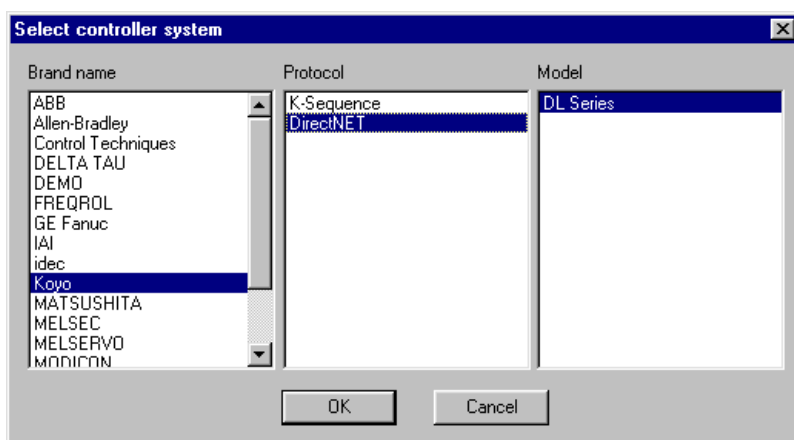 Select controller system
Brand name
Protocol
Model
ABB
Allen-Bradley
Control Techniques
DELTA TAU
DEMO
FREQROL
GE Fanuc
IAI
idec
Koyo
MATSUSHITA
MELSEC
MELSERVO
MODICON
K-Sequence
DirectNET
DL Series
OK
Cancel